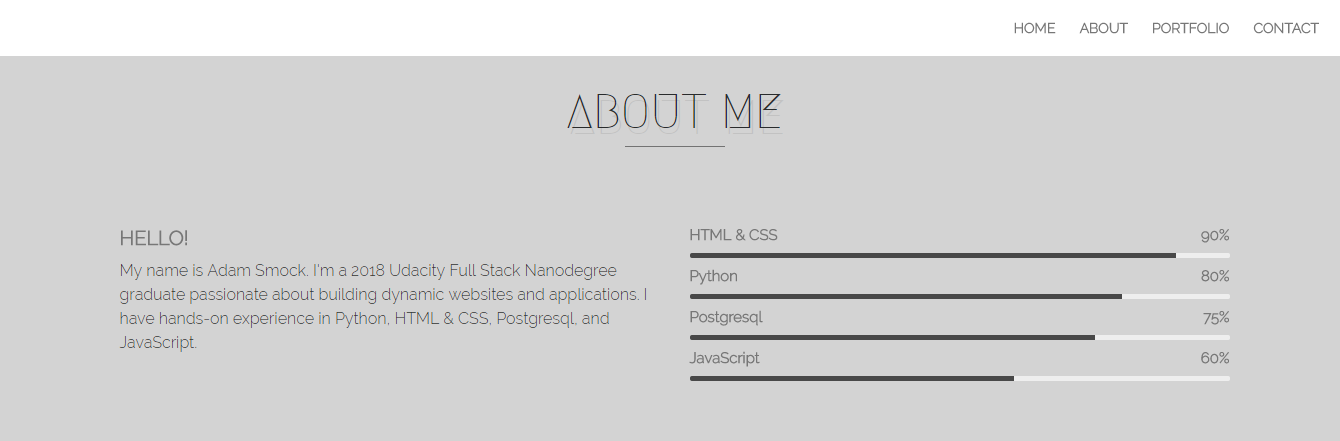 HOME ABOUT PORTFOLIO CONTACT
ABOUT ME
HELLO!
My name is Adam Smock. I'm a 2018 Udacity Full Stack Nanodegree
graduate passionate about building dynamic websites and applications. I
have hands-on experience in Python, HTML & CSS, Postgresql, and
JavaScript.
HTML & CSS 90%
Python 80%
Postgresql 75%
JavaScript 60%